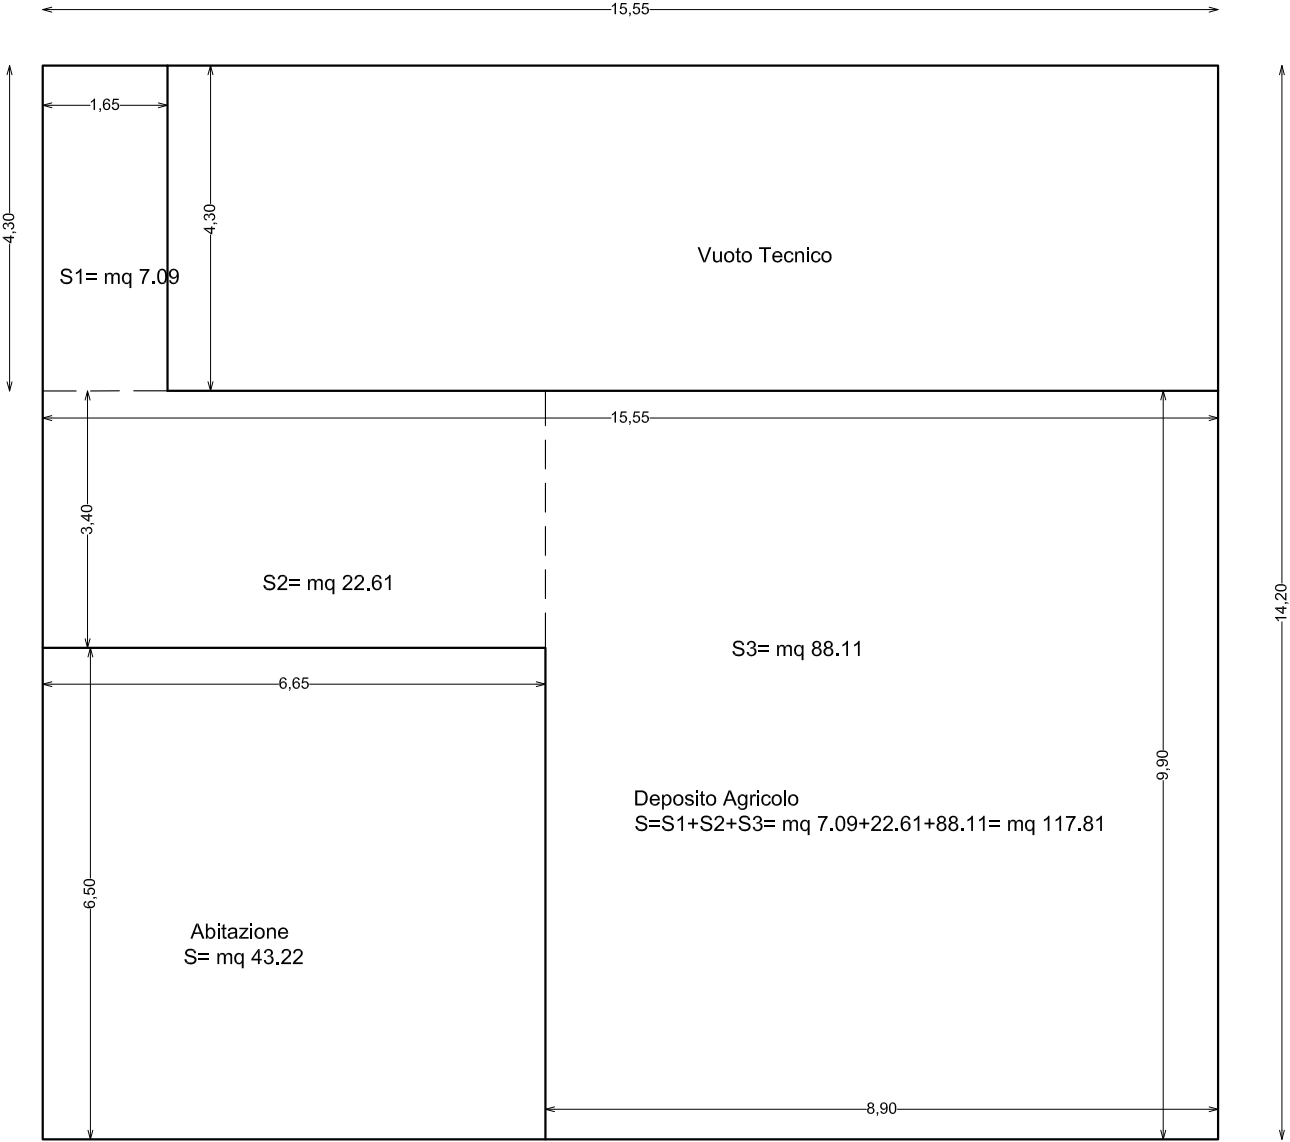 15,55
1,65
4,30
4,30
Vuoto Tecnico
S1= mq 7.09
15,55
3,40
S2= mq 22.61
14,20
S3= mq 88.11
6,65
9,90
Deposito Agricolo
S=S1+S2+S3= mq 7.09+22.61+88.11= mq 117.81
6,50
Abitazione
S= mq 43.22
8,90